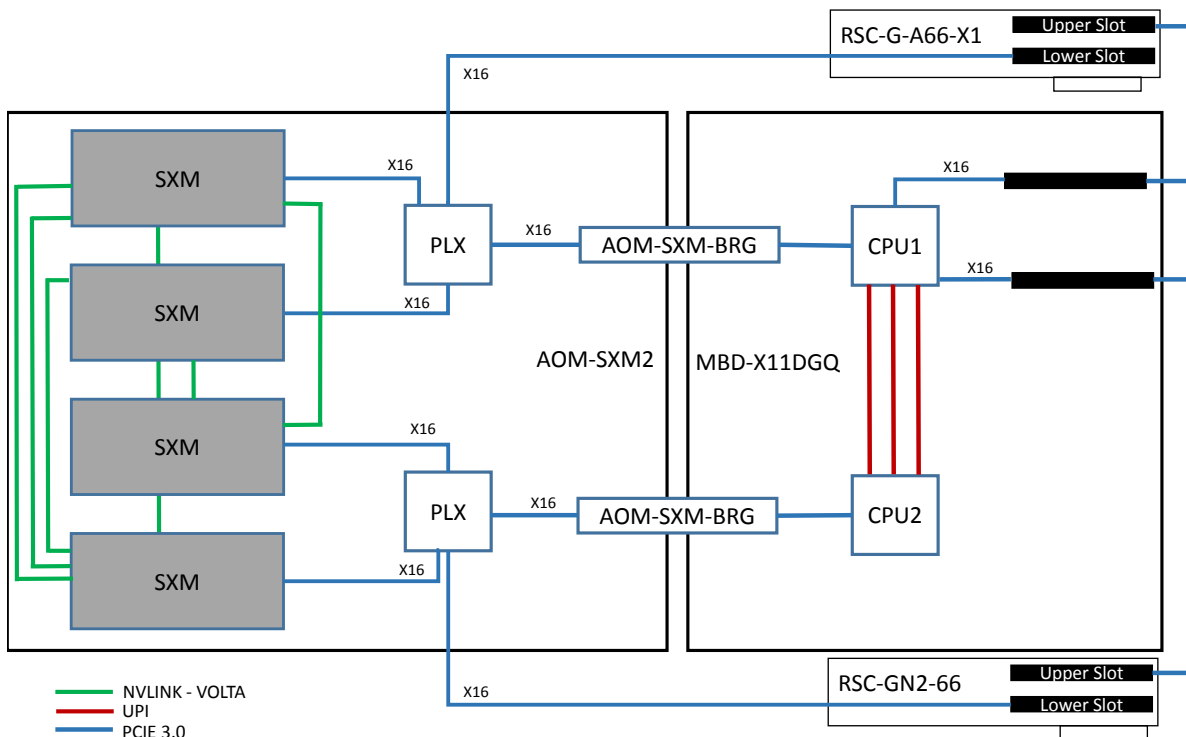 RSC-G-A66-X1
Upper Slot
Lower Slot
X16
SXM
X16
X16
PLX
X16
AOM-SXM-BRG
CPU1
X16
SXM
X16
AOM-SXM2
MBD-X11DGQ
SXM
X16
PLX
X16
AOM-SXM-BRG
CPU2
SXM
X16
RSC-GN2-66
Upper Slot
Lower Slot
X16
NVLINK - VOLTA
UPI
PCIE 3.0